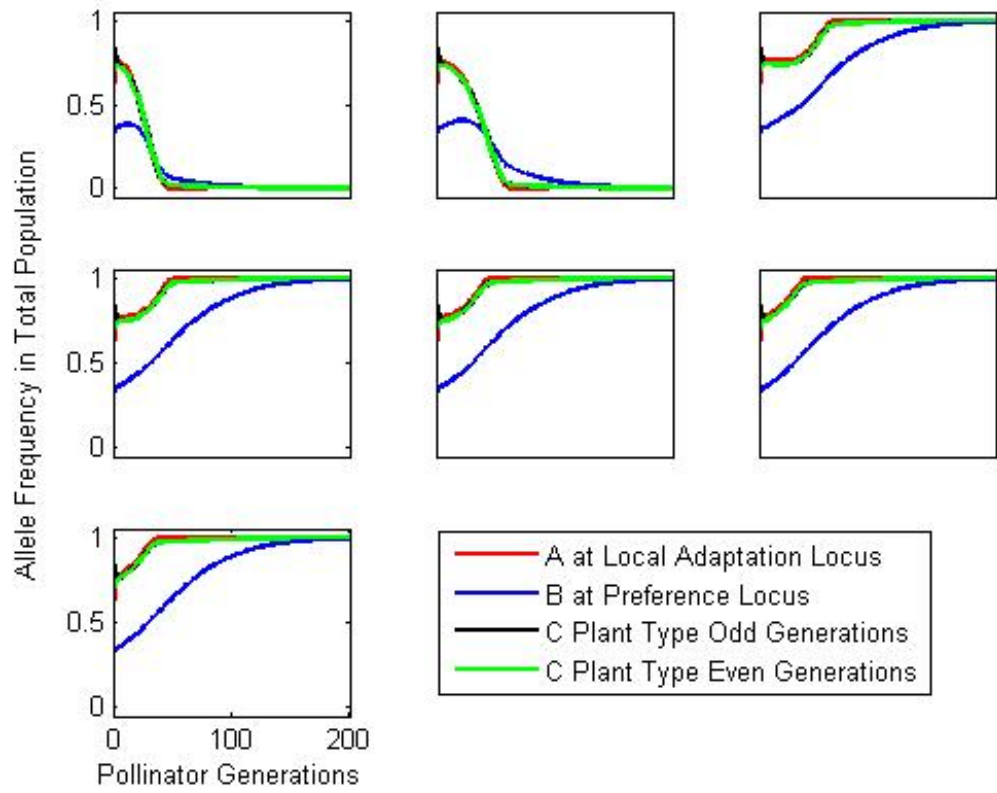 Allele Frequency in Total Population
1
0.5
0
1
0.5
0
1
0.5
0
0 100 200
Pollinator Generations
A at Local Adaptation Locus
B at Preference Locus
C Plant Type Odd Generations
C Plant Type Even Generations